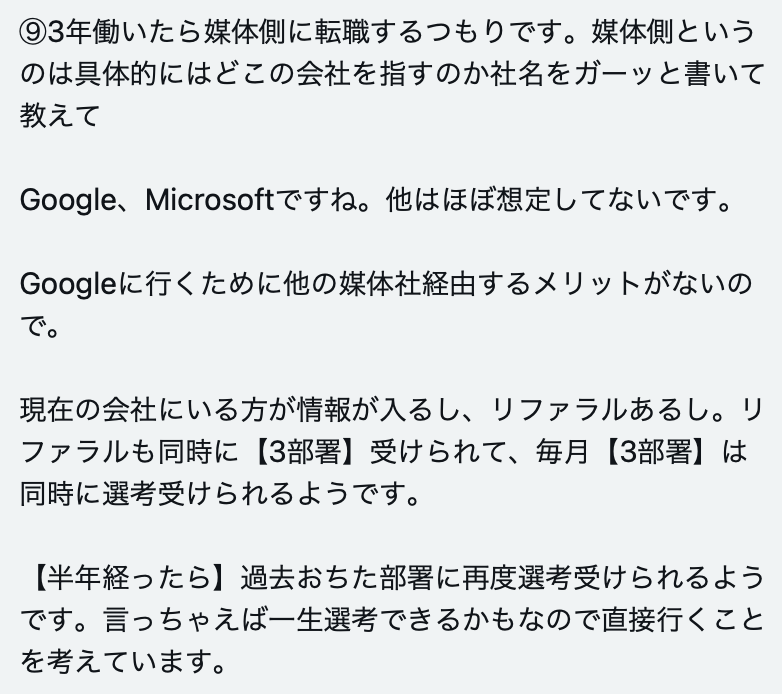 ⑨3年働いたら媒体側に転職するつもりです。媒体側という
のは具体的にはどこの会社を指すのか社名をガーッと書いて
教えて
Google、Microsoftですね。他はほぼ想定してないです。
Googleに行くために他の媒体社経由するメリットがないの
で。
現在の会社にいる方が情報が入るし、リファラルあるし。リ
ファラルも同時に【3部署】受けられて、毎月【3部署】は
同時に選考受けられるようです。
【半年経ったら】過去おちた部署に再度選考受けられるよう
です。言っちゃえば一生選考できるかもなので直接行くこと
を考えています。